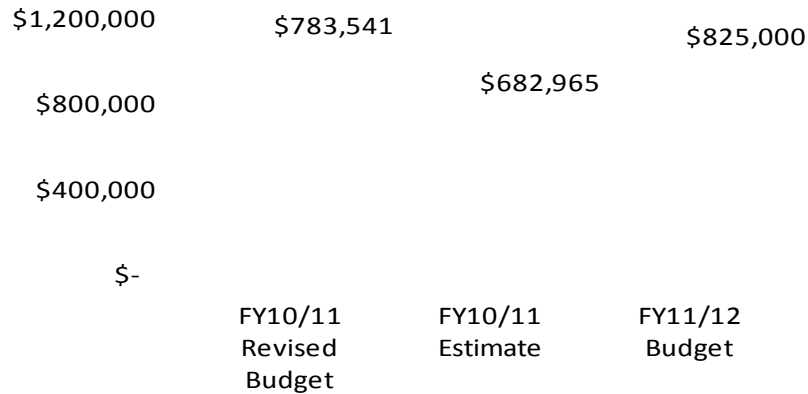 $1,200,000
$783,541
$825,000
$682,965
$800,000
$400,000
$-
FY10/11 FY10/11 FY11/12
Revised Estimate Budget
Budget